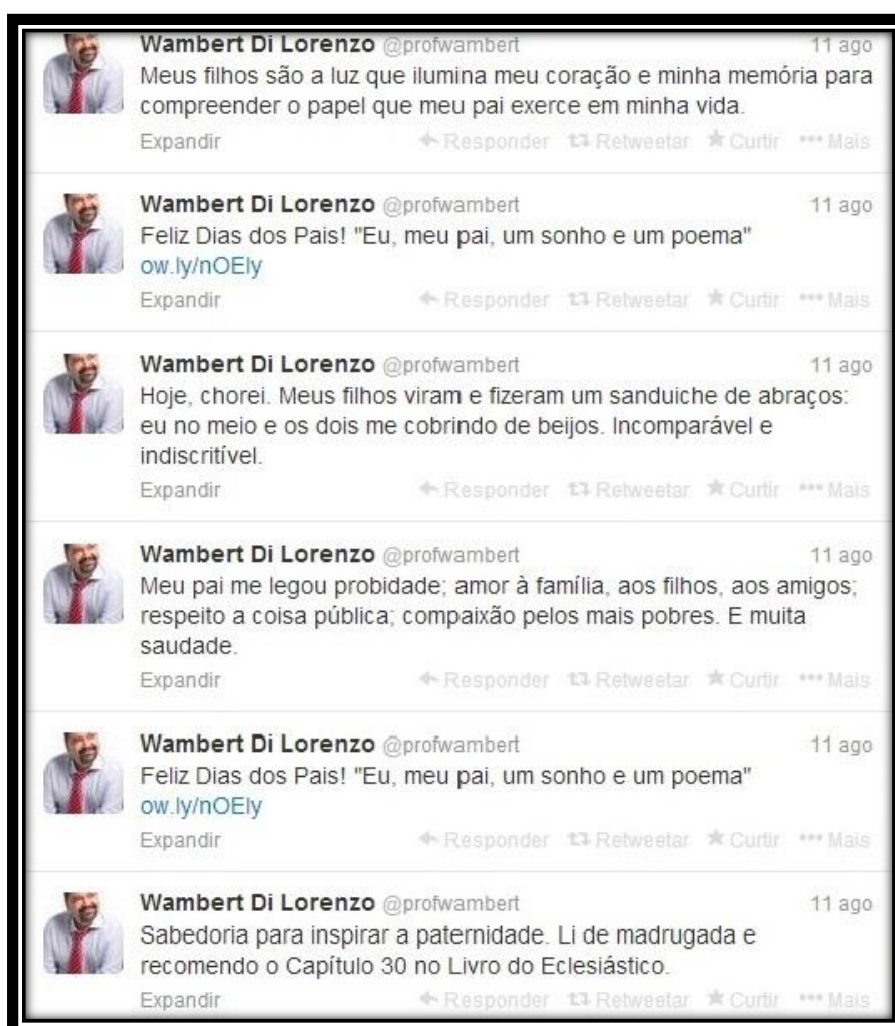 Wambert Di Lorenzo @profwambert 11 ago
Meus filhos são a luz que ilumina meu coração e minha memória para
compreender o papel que meu pai exerce em minha vida.
Expandir Responder Retweetar Curtir Mais
Wambert Di Lorenzo @profwambert 11 ago
Feliz Dias dos Pais! "Eu, meu pai, um sonho e um poema"
ow.ly/nOEly
Expandir Responder Retweetar Curtir Mais
Wambert Di Lorenzo @profwambert 11 ago
Hoje, chorei. Meus filhos viram e fizeram um sanduiche de abraços:
eu no meio e os dois me cobrindo de beijos. Incomparável e
indiscritível.
Expandir Responder Retweetar Curtir Mais
Wambert Di Lorenzo @profwambert 11 ago
Meu pai me legou probidade; amor à família, aos filhos, aos amigos;
respeito a coisa pública; compaixão pelos mais pobres. E muita
saudade.
Expandir Responder Retweetar Curtir Mais
Wambert Di Lorenzo @profwambert 11 ago
Feliz Dias dos Pais! "Eu, meu pai, um sonho e um poema"
ow.ly/nOEly
Expandir Responder Retweetar Curtir Mais
Wambert Di Lorenzo @profwambert 11 ago
Sabedoria para inspirar a paternidade. Li de madrugada e
recomendo o Capítulo 30 no Livro do Eclesiástico.
Expandir Responder Retweetar Curtir Mais